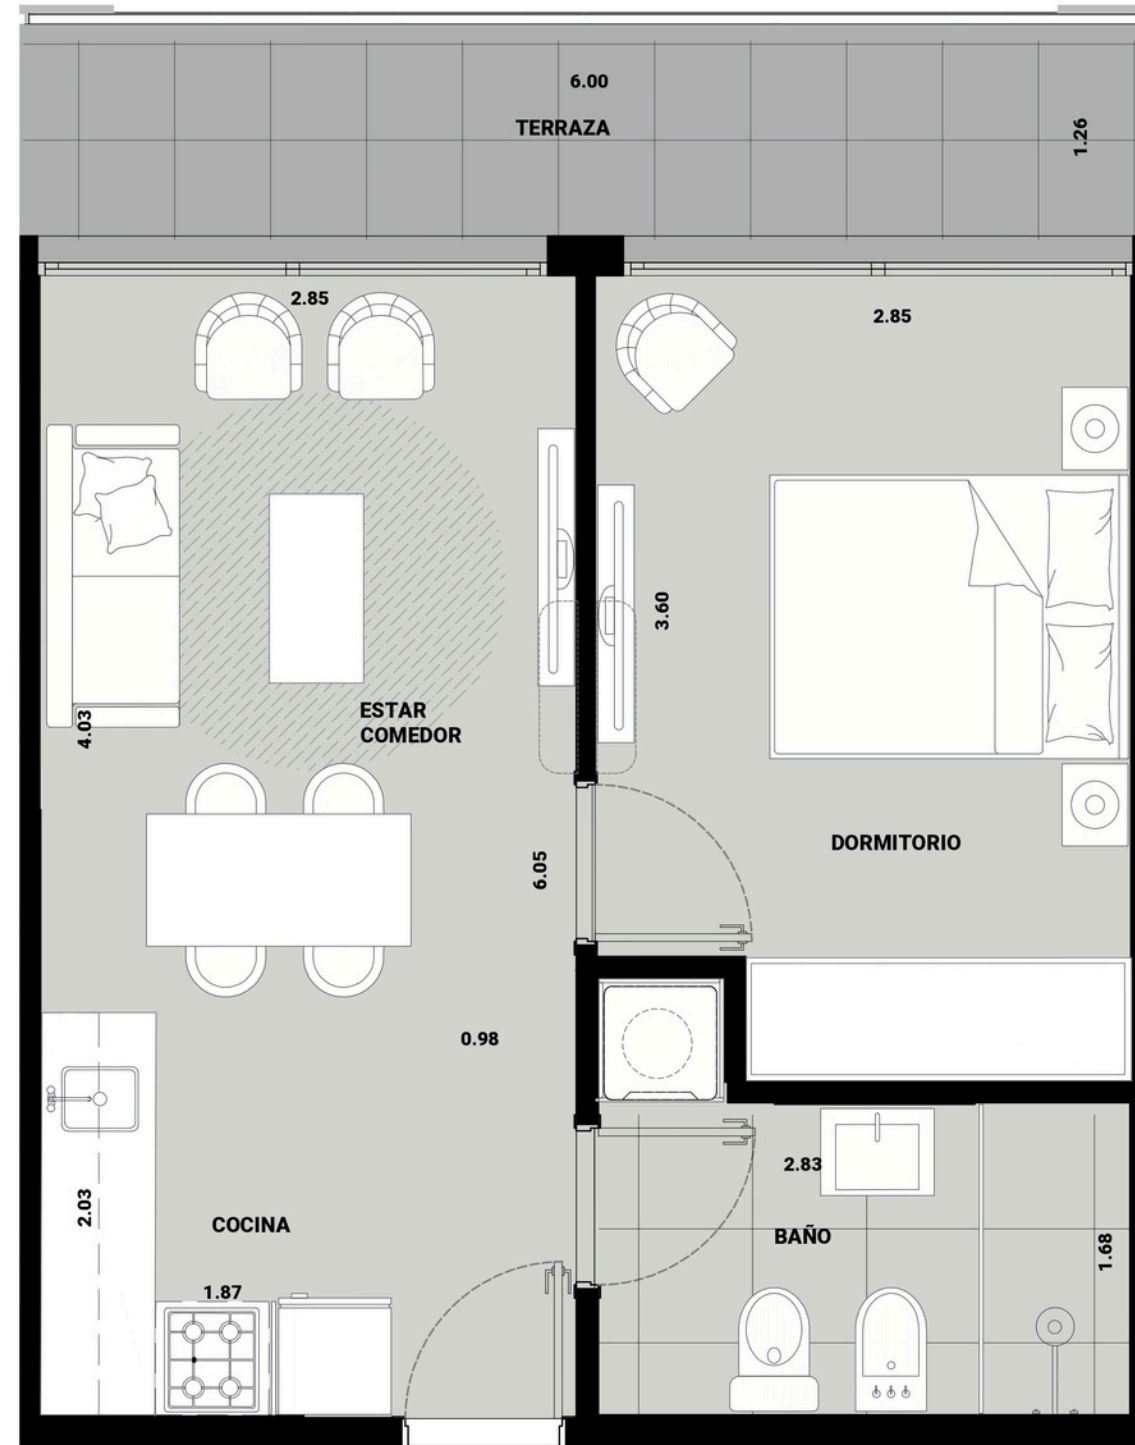 6.00
TERRAZA
1.26
2.85
2.85
3.60
ESTAR
COMEDOR
4.03
DORMITORIO
6.05
0.98
2.83
2.03
COCINA
BAÑO
1.68
1.87